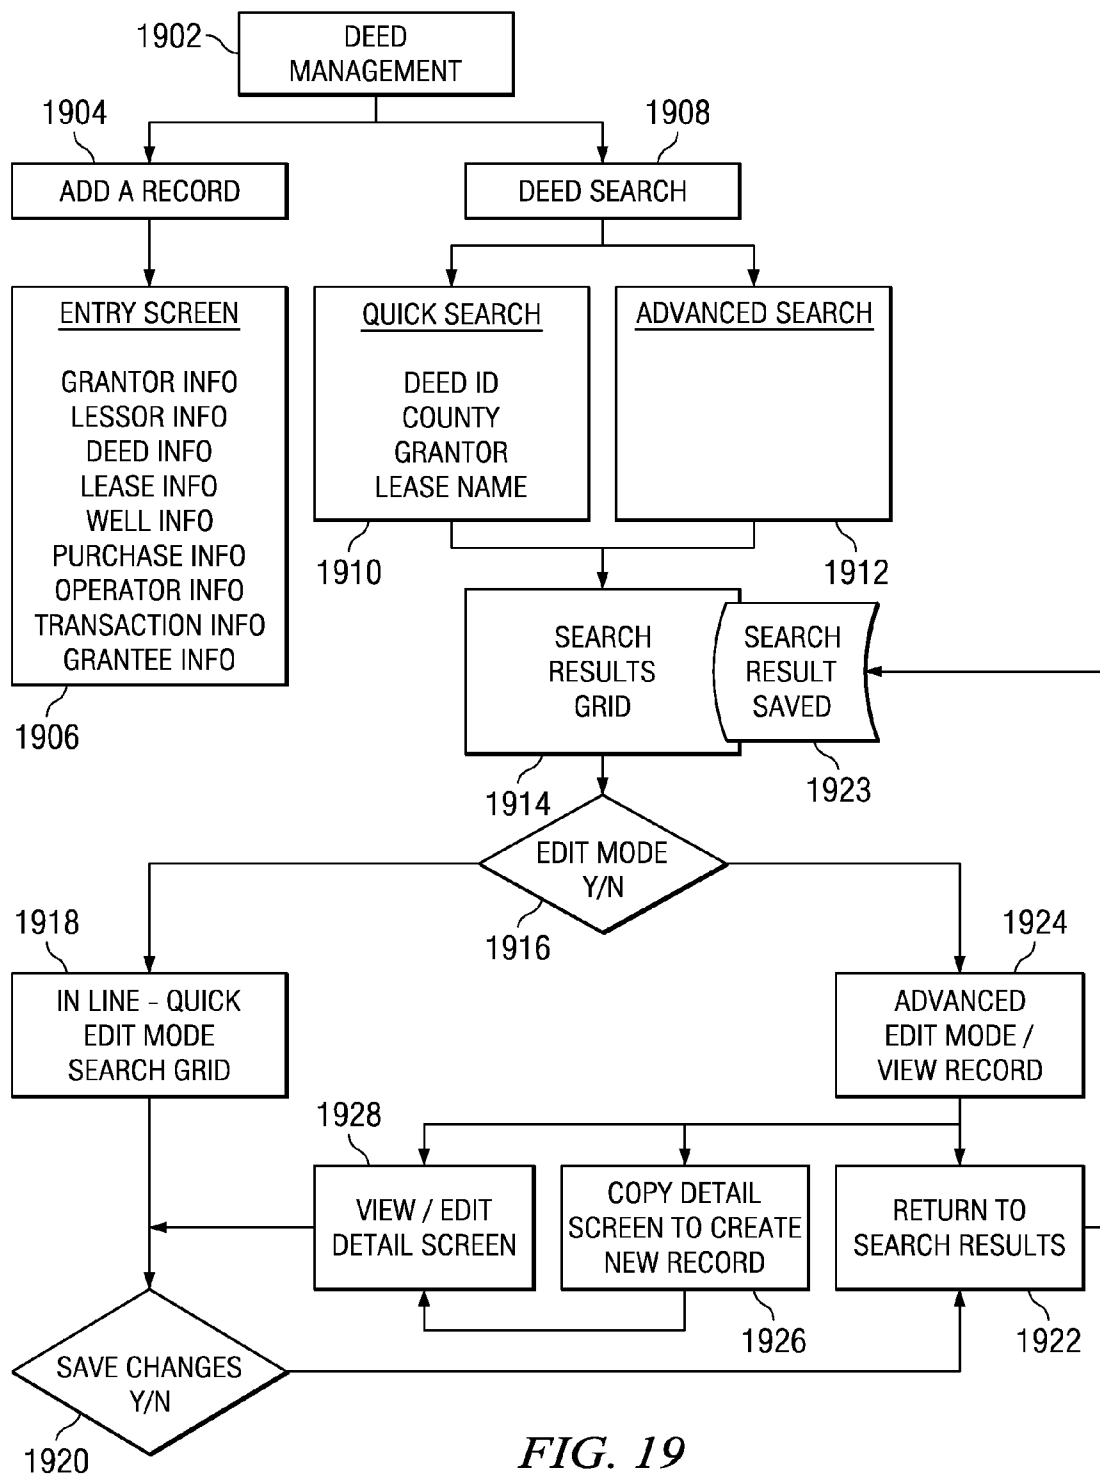 1902
DEED
MANAGEMENT
1904
1908
ADD A RECORD
DEED SEARCH
ENTRY SCREEN
GRANTOR INFO
LESSOR INFO
DEED INFO
LEASE INFO
WELL INFO
PURCHASE INFO
OPERATOR INFO
TRANSACTION INFO
GRANTEE INFO
1906
QUICK SEARCH
DEED ID
COUNTY
GRANTOR
LEASE NAME
1910
ADVANCED SEARCH
1912
SEARCH
RESULTS
GRID
1914
SEARCH
RESULT
SAVED
1923
EDIT MODE
Y/N
1916
1918
IN LINE - QUICK
EDIT MODE
SEARCH GRID
1924
ADVANCED
EDIT MODE /
VIEW RECORD
1928
VIEW / EDIT
DETAIL SCREEN
COPY DETAIL
SCREEN TO CREATE
NEW RECORD
1926
RETURN TO
SEARCH RESULTS
1922
SAVE CHANGES
Y/N
1920
FIG. 19